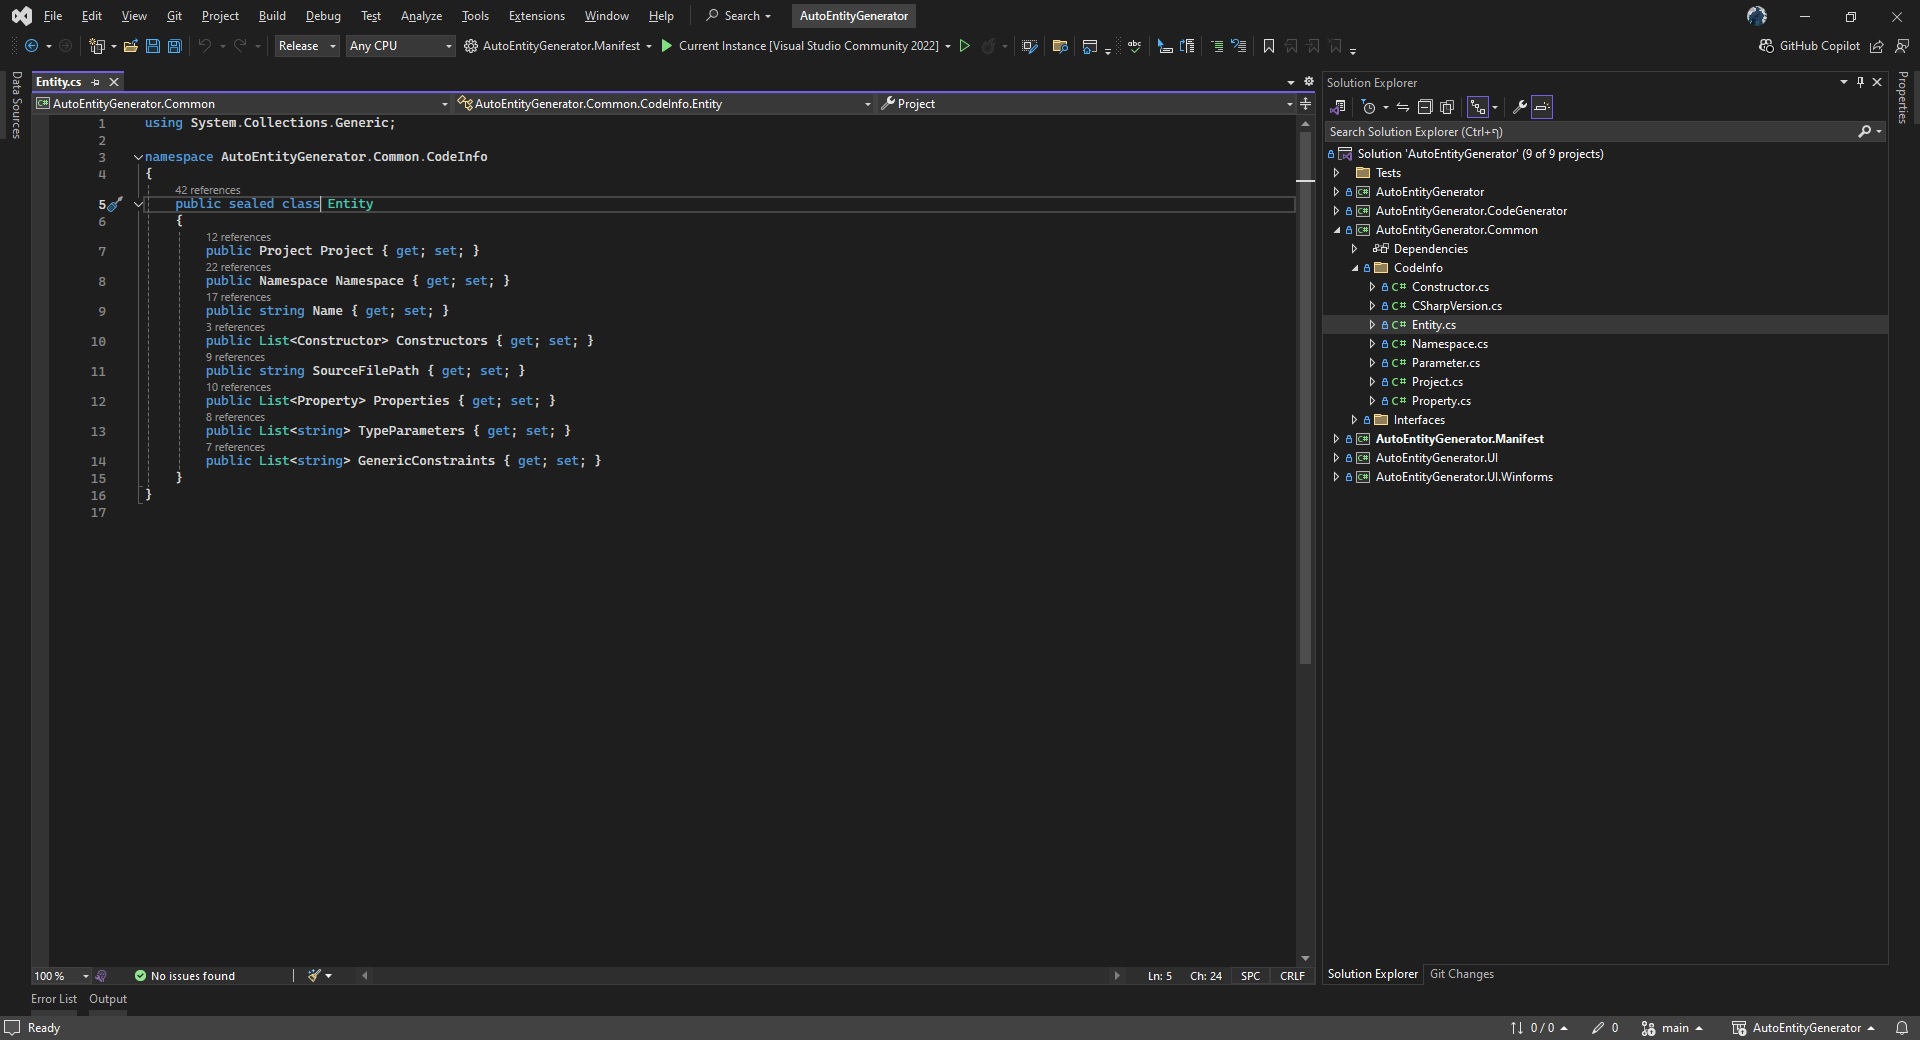 File Edit View Git Project Build Debug Test Analyze Tools Extensions Window Help Search AutoEntityGenerator
Release Any CPU AutoEntityGenerator.Manifest Current Instance [Visual Studio Community 2022] abc GitHub Copilot
Data Sources
Entity.cs
AutoEntityGenerator.Common AutoEntityGenerator.Common.CodeInfo.Entity Project
1 using System.Collections.Generic;
2
3 namespace AutoEntityGenerator.Common.CodeInfo
4 {
42 references
5 public sealed class Entity
6 {
12 references
7 public Project Project { get; set; }
22 references
8 public Namespace Namespace { get; set; }
17 references
9 public string Name { get; set; }
3 references
10 public List<Constructor> Constructors { get; set; }
9 references
11 public string SourceFilePath { get; set; }
10 references
12 public List<Property> Properties { get; set; }
8 references
13 public List<string> TypeParameters { get; set; }
7 references
14 public List<string> GenericConstraints { get; set; }
15 }
16 }
17
100 % No issues found Ln: 5 Ch: 24 SPC CRLF
Error List Output
Solution Explorer
Search Solution Explorer (Ctrl+ף)
Solution 'AutoEntityGenerator' (9 of 9 projects)
Tests
C# AutoEntityGenerator
C# AutoEntityGenerator.CodeGenerator
C# AutoEntityGenerator.Common
Dependencies
CodeInfo
C# Constructor.cs
C# CSharpVersion.cs
C# Entity.cs
C# Namespace.cs
C# Parameter.cs
C# Project.cs
C# Property.cs
Interfaces
C# AutoEntityGenerator.Manifest
C# AutoEntityGenerator.UI
C# AutoEntityGenerator.UI.Winforms
Solution Explorer Git Changes
Properties
Ready 0 / 0 0 main AutoEntityGenerator